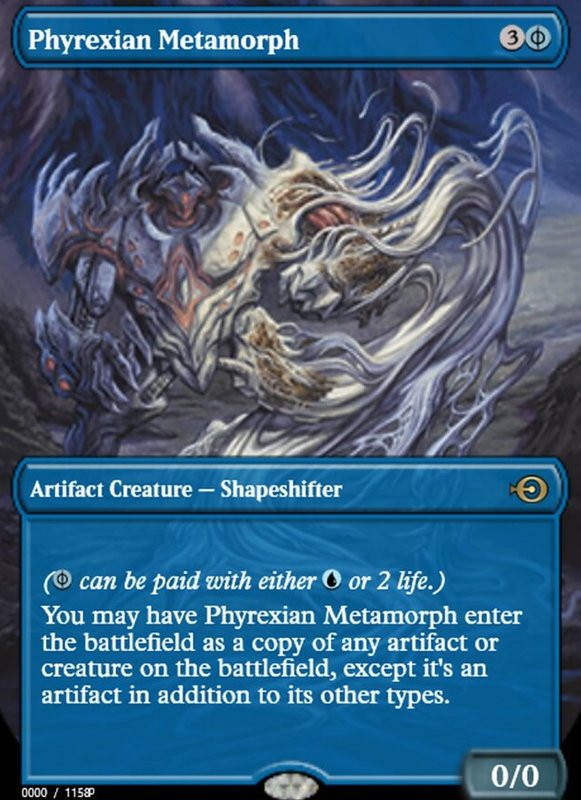 Phyrexian Metamorph 3
Artifact Creature — Shapeshifter
( can be paid with either or 2 life.)
You may have Phyrexian Metamorph enter
the battlefield as a copy of any artifact or
creature on the battlefield, except it's an
artifact in addition to its other types.
0/0
0000 / 1158P